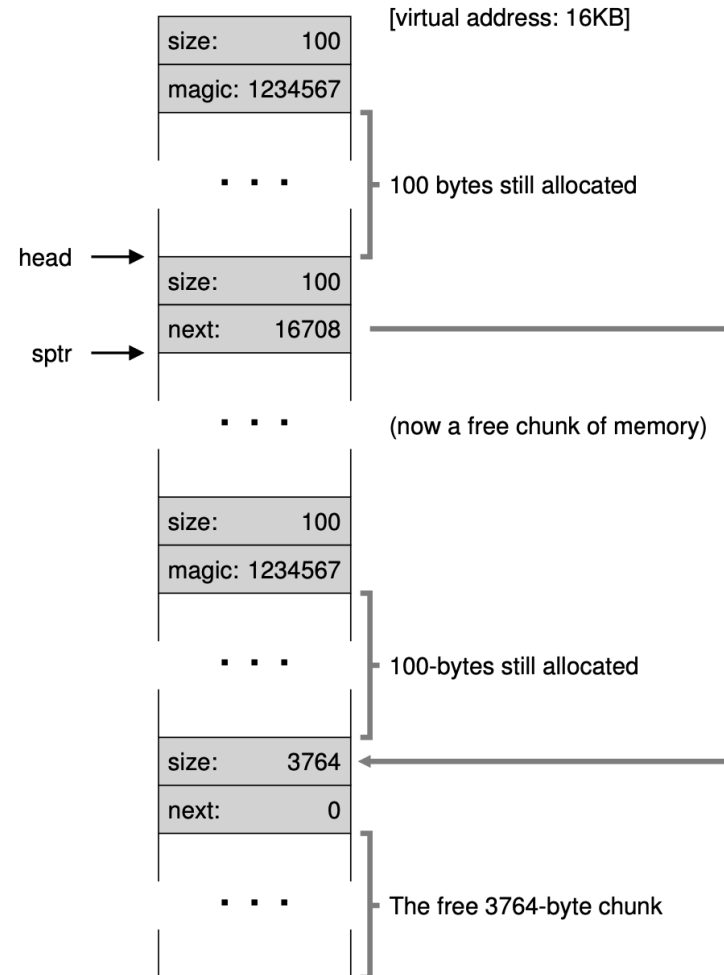 [virtual address: 16KB]
size: 100
magic: 1234567
. . .
100 bytes still allocated
head
size: 100
next: 16708
sptr
. . .
(now a free chunk of memory)
size: 100
magic: 1234567
. . .
100-bytes still allocated
size: 3764
next: 0
. . .
The free 3764-byte chunk